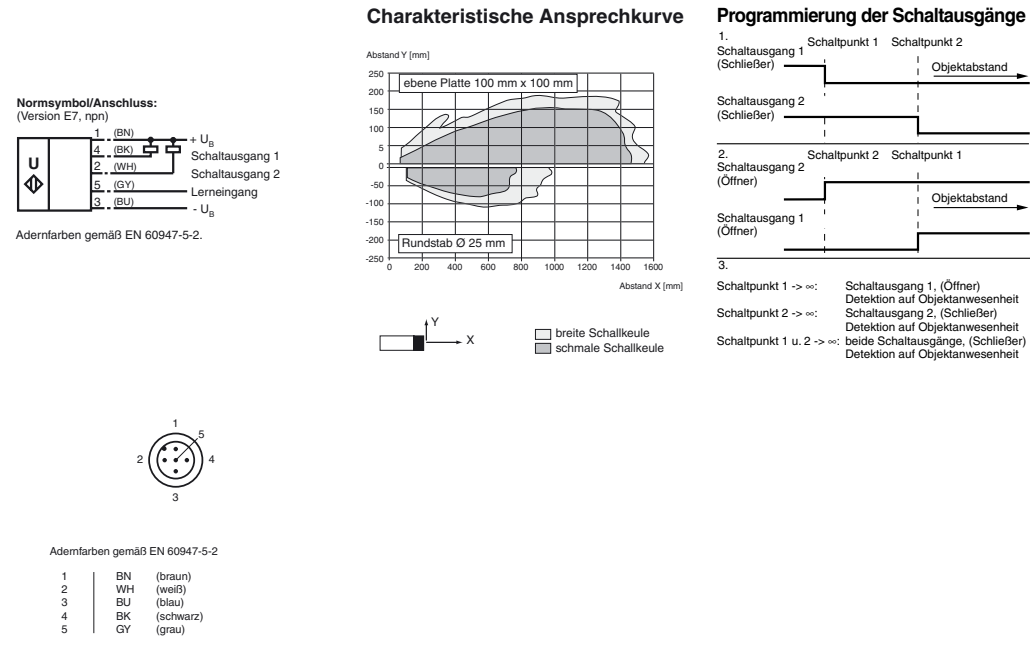 Normsymbol/Anschluss:
(Version E7, npn)
1 (BN)
+ UB
4 (BK)
Schaltausgang 1
2 (WH)
Schaltausgang 2
5 (GY)
Lerneingang
3 (BU)
- UB
U
Adernfarben gemäß EN 60947-5-2.
Charakteristische Ansprechkurve
Abstand Y [mm]
250
200
150
100
5
0
-50
-100
-150
-200
-250
ebene Platte 100 mm x 100 mm
Rundstab Ø 25 mm
0 200 400 600 800 1000 1200 1400 1600
Abstand X [mm]
Y
X
breite Schallkeule
schmale Schallkeule
Programmierung der Schaltausgänge
1.
Schaltpunkt 1 Schaltpunkt 2
Schaltausgang 1
(Schließer)
Objektabstand
Schaltausgang 2
(Schließer)
2.
Schaltpunkt 2 Schaltpunkt 1
Schaltausgang 2
(Öffner)
Objektabstand
Schaltausgang 1
(Öffner)
3.
Schaltpunkt 1 -> ∞: Schaltausgang 1, (Öffner)
Detektion auf Objektanwesenheit
Schaltpunkt 2 -> ∞: Schaltausgang 2, (Schließer)
Detektion auf Objektanwesenheit
Schaltpunkt 1 u. 2 -> ∞: beide Schaltausgänge, (Schließer)
Detektion auf Objektanwesenheit
1
5
2
4
3
Adernfarben gemäß EN 60947-5-2
1 BN (braun)
2 WH (weiß)
3 BU (blau)
4 BK (schwarz)
5 GY (grau)